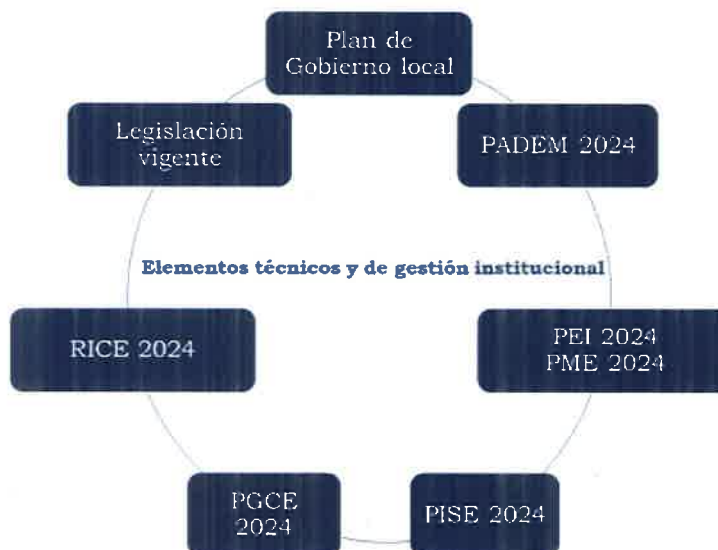 Plan de
Gobierno local
Legislación
vigente
PADEM 2024
Elementos técnicos y de gestión institucional
RICE 2024
PEI 2024
PME 2024
PGCE
2024
PISE 2024